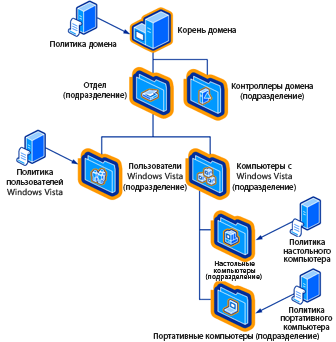 Политика домена
Корень домена
Отдел
(подразделение)
Контроллеры домена
(подразделение)
Политика
пользователей
Windows Vista
Пользователи
Windows Vista
(подразделение)
Компьютеры с
Windows Vista
(подразделение)
Настольные
компьютеры
(подразделение)
Политика
настольного
компьютера
Политика
портативного
компьютера
Портативные компьютеры (подразделение)